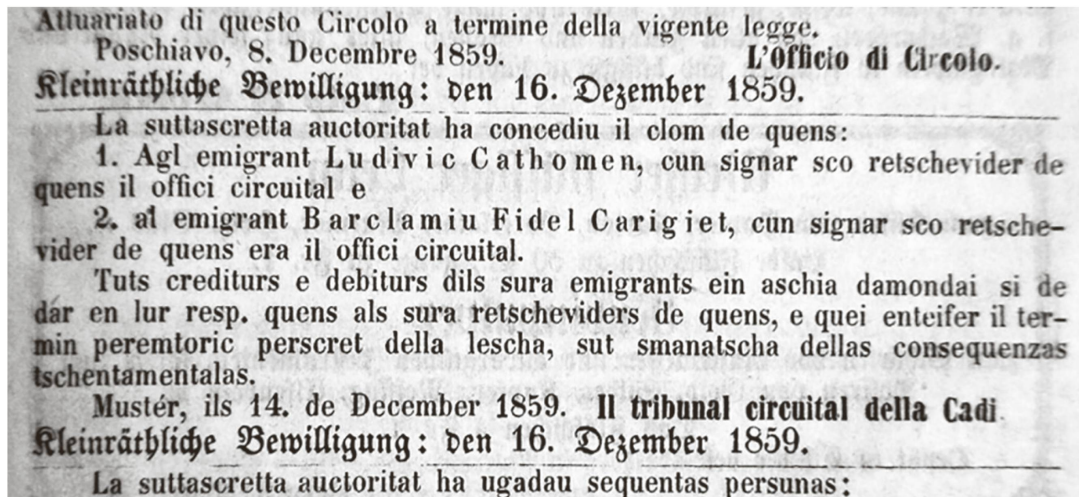 Attuariato di questo Circolo a termine della vigente legge.
Poschiavo, 8. Decembre 1859. L'Officio di Circolo.
Kleinräthliche Bewilligung: den 16. Dezember 1859.
La suttascretta auctoritat ha concediu il clom de quens:
1. Agl emigrant Ludivic Cathomen, cun signar sco retschevider de
quens il offici circuital e
2. al emigrant Barclamiu Fidel Carigiet, cun signar sco retsche-
vider de quens era il offici circuital.
Tuts crediturs e debiturs dils sura emigrants ein aschia damondai si de
dár en lur resp. quens als sura retscheviders de quens, e quei enteifer il ter-
min peremtoric perscret della lescha, sut smanatscha dellas consequenzas
tschentamentalas.
Mustér, ils 14. de December 1859. Il tribunal circuital della Cadi.
Kleinräthliche Bewilligung: den 16. Dezember 1859.
La suttascretta auctoritat ha ugadau sequentas persunas: